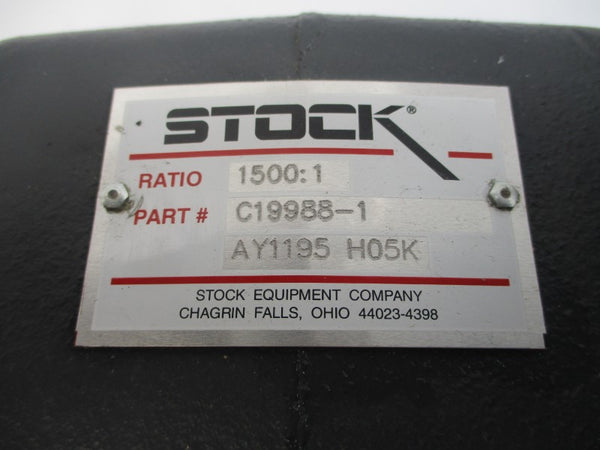 STOCK®
RATIO 1500:1
PART # C19988-1
AY1195 H05K
STOCK EQUIPMENT COMPANY
CHAGRIN FALLS, OHIO 44023-4398